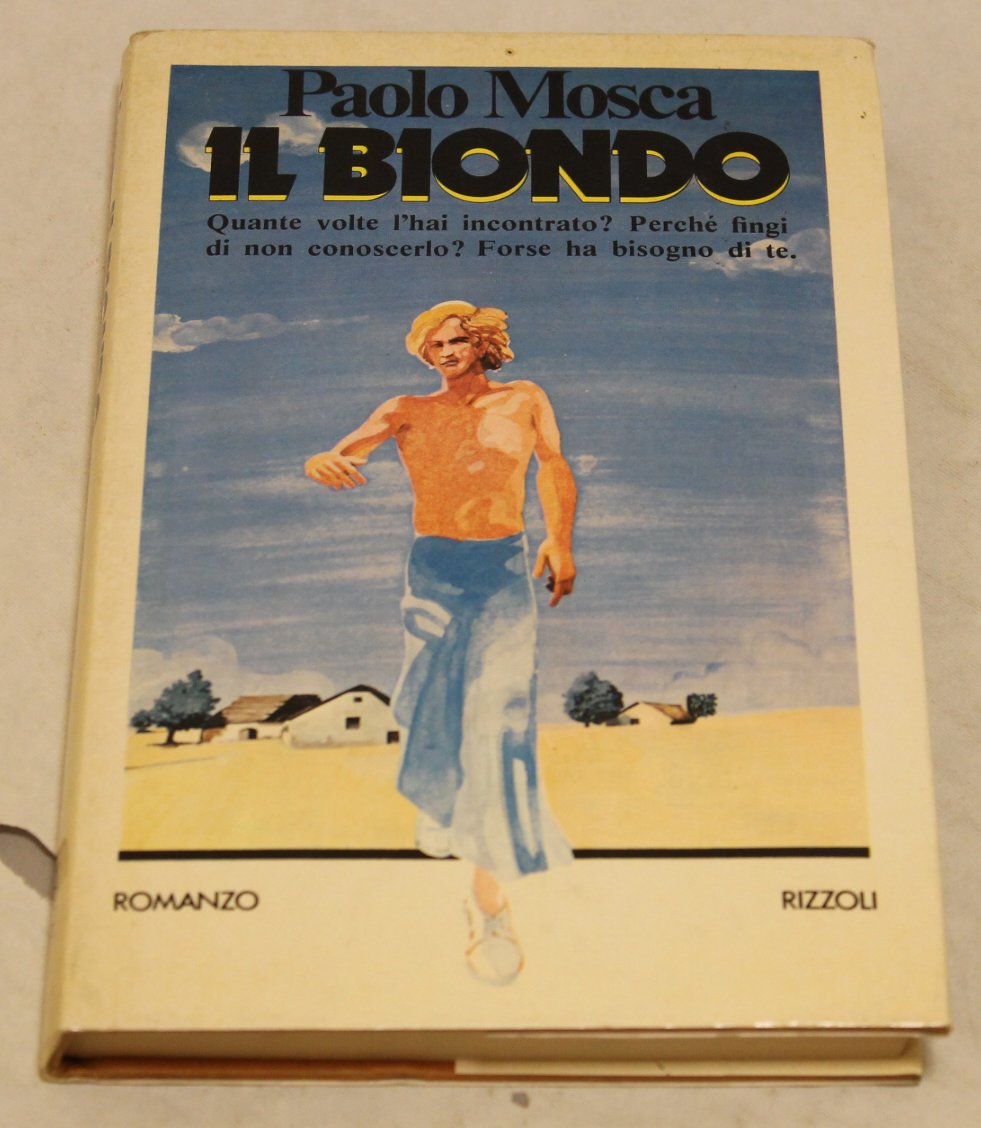 Paolo Mosca
IL BIONDO
Quante volte l'hai incontrato? Perché fingi
di non conoscerlo? Forse ha bisogno di te.
ROMANZO
RIZZOLI